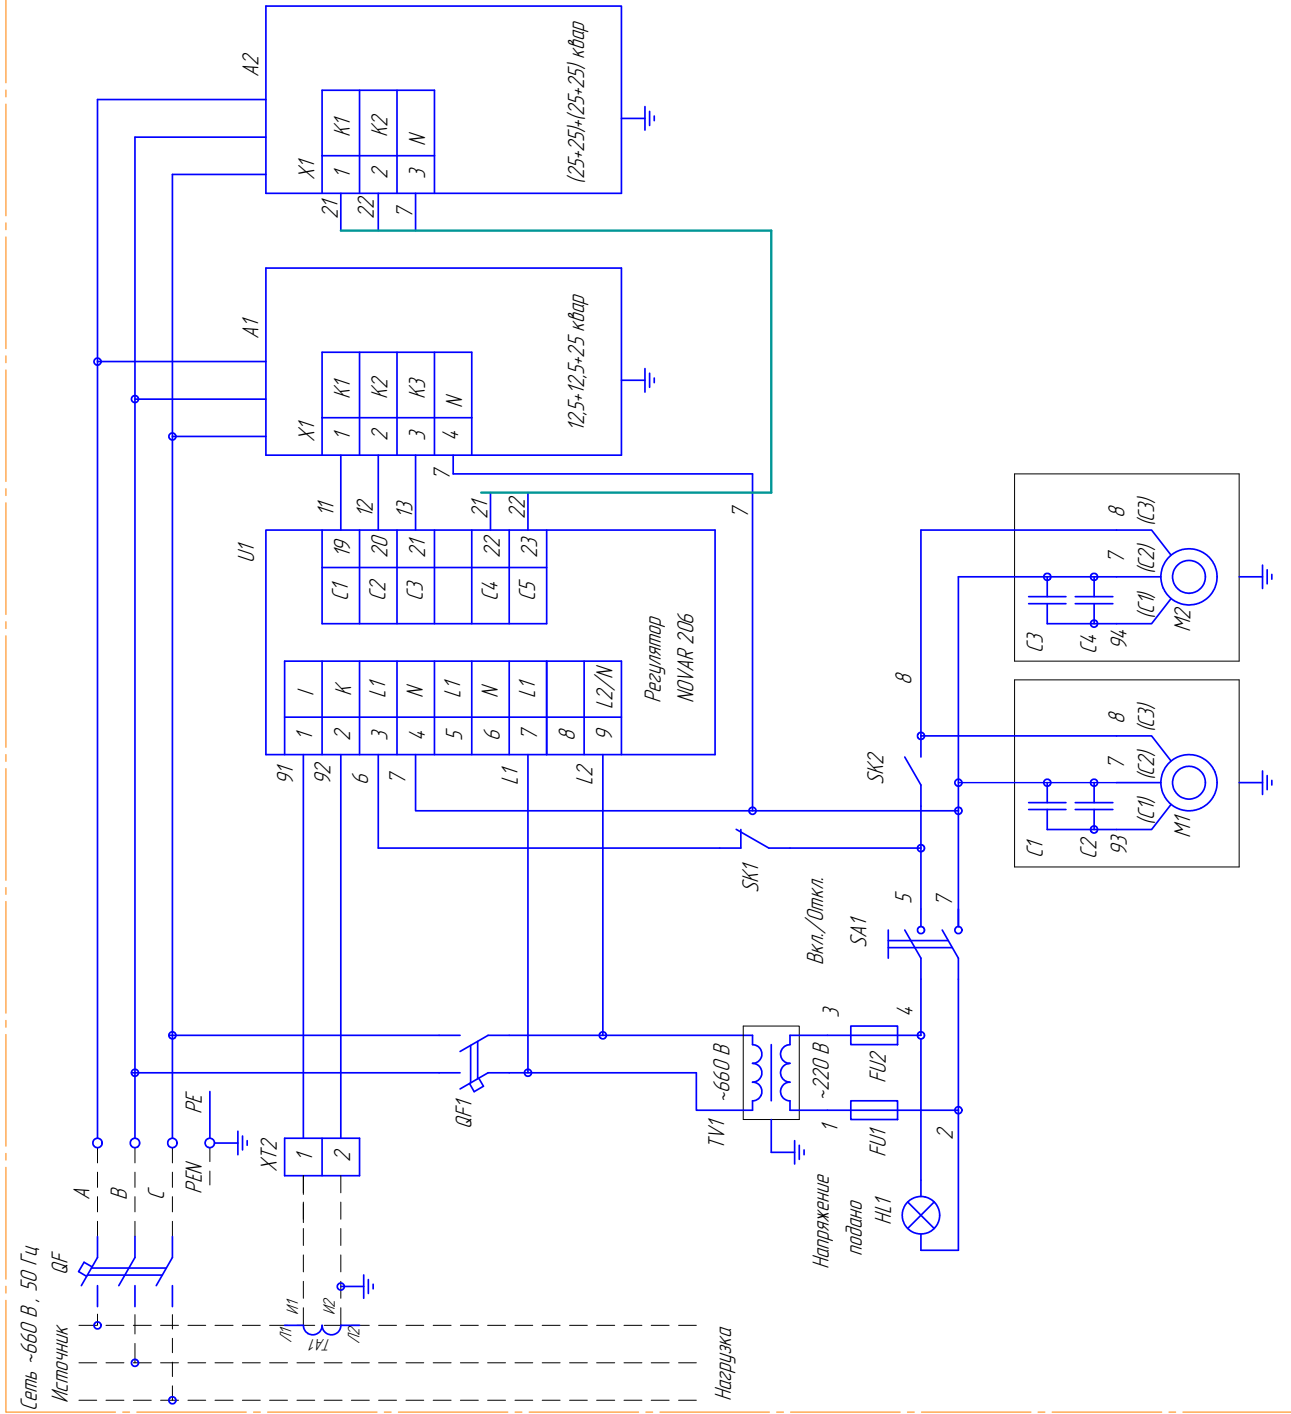 Сеть ~660 В , 50 Гц
Источник
QF
A
B
C
PEN
PE
Л1
И1
TA1
И2
Л2
Нагрузка
XT2
1
2
QF1
91
92
6
7
L1
L2
U1
1 I
2 K
3 L1
4 N
5 L1
6 N
7 L1
8
9 L2/N
C1 19
C2 20
C3 21
C4 22
C5 23
Регулятор
NOVAR 206
11
12
13
21
22
7
7
A1
X1
1 K1
2 K2
3 K3
4 N
12,5+12,5+25 квар
A2
X1
1 K1
2 K2
3 N
(25+25)+(25+25) квар
21
22
7
TV1
~660 В
~220 В
1
3
FU1
FU2
2
4
Напряжение
подано
HL1
Вкл./Откл.
SA1
5
7
SK1
SK2
8
C1
C2
93
(C1)
7
(C2)
8
(C3)
M1
C3
C4
94
(C1)
7
(C2)
8
(C3)
M2